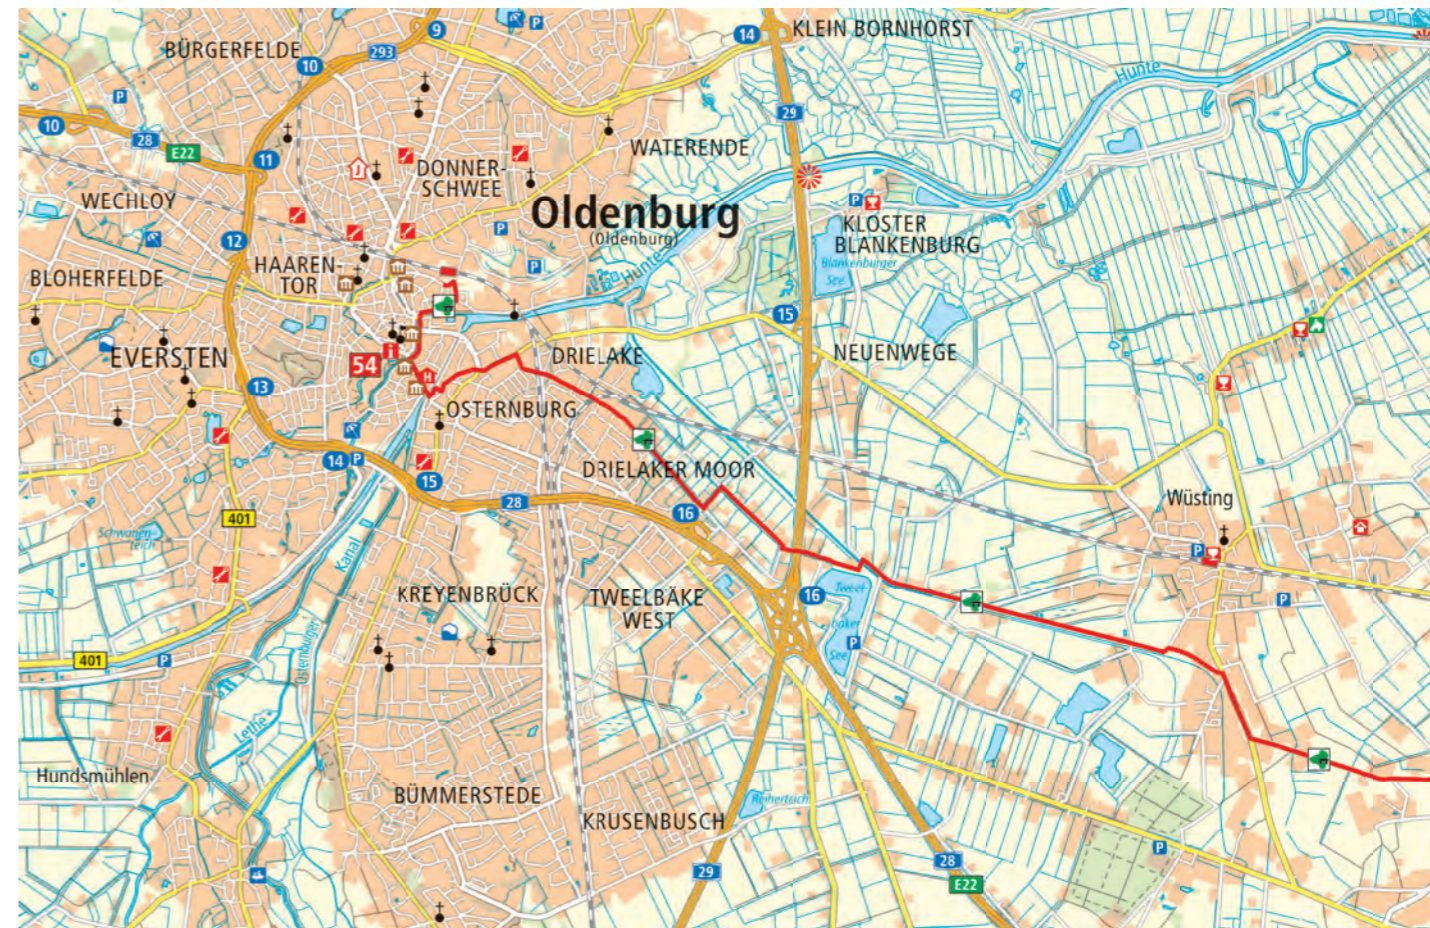 9
14
KLEIN BORNHORST
BÜRGERFELDE
293
10
Hunte
P
P
10
28
E22
11
29
WATERENDE
DONNER-
SCHWEE
J
WECHLOY
Oldenburg
(Oldenburg)
P
P
KLOSTER
BLANKENBURG
Blankenburger
See
12
HAAREN-
TOR
BLOHERFELDE
P
Hunte
15
EVERSTEN
54
i
H
DRIELAKE
NEUENWEGE
13
OSTERNBURG
DRIELAKER MOOR
14
P
15
28
16
Wüsting
401
Schwanen-
teich
P
Kanal
KREYENBRÜCK
TWEELBÄKE
WEST
16
Tweel-
bäker
See
P
P
Osternburger
401
P
Lethe
Hundsmühlen
BÜMMERSTEDE
Reiherteich
KRUSENBUSCH
P
29
28
E22